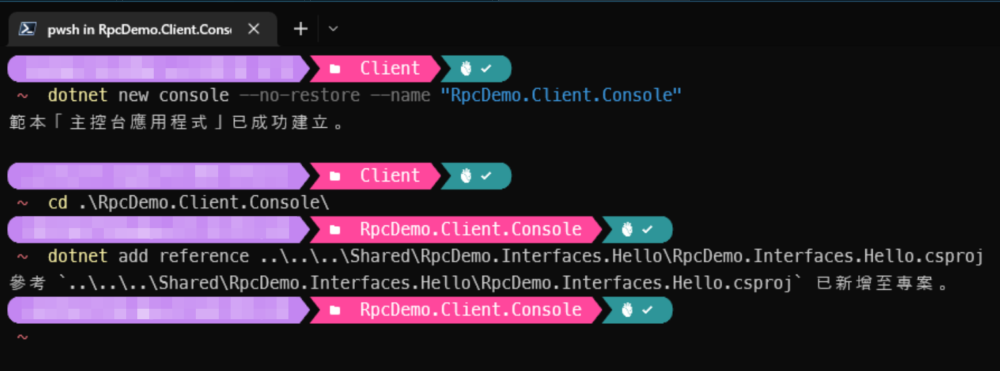 pwsh in RpcDemo.Client.Cons
Client
~ dotnet new console --no-restore --name "RpcDemo.Client.Console"
範本「主控台應用程式」已成功建立。
Client
~ cd .\RpcDemo.Client.Console\
RpcDemo.Client.Console
~ dotnet add reference ..\..\..\Shared\RpcDemo.Interfaces.Hello\RpcDemo.Interfaces.Hello.csproj
參考 `..\..\..\Shared\RpcDemo.Interfaces.Hello\RpcDemo.Interfaces.Hello.csproj` 已新增至專案。
RpcDemo.Client.Console
~